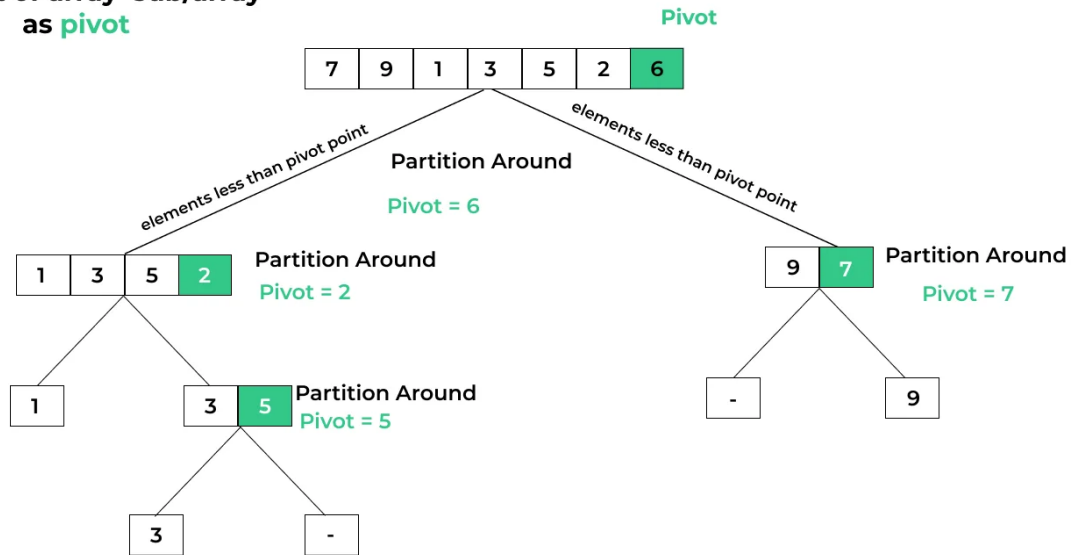 array
as pivot
Pivot
7 9 1 3 5 2 6
elements less than pivot point
elements less than pivot point
Partition Around
Pivot = 6
1 3 5 2
Partition Around
Pivot = 2
9 7
Partition Around
Pivot = 7
1
3 5
Partition Around
Pivot = 5
-
9
3
-